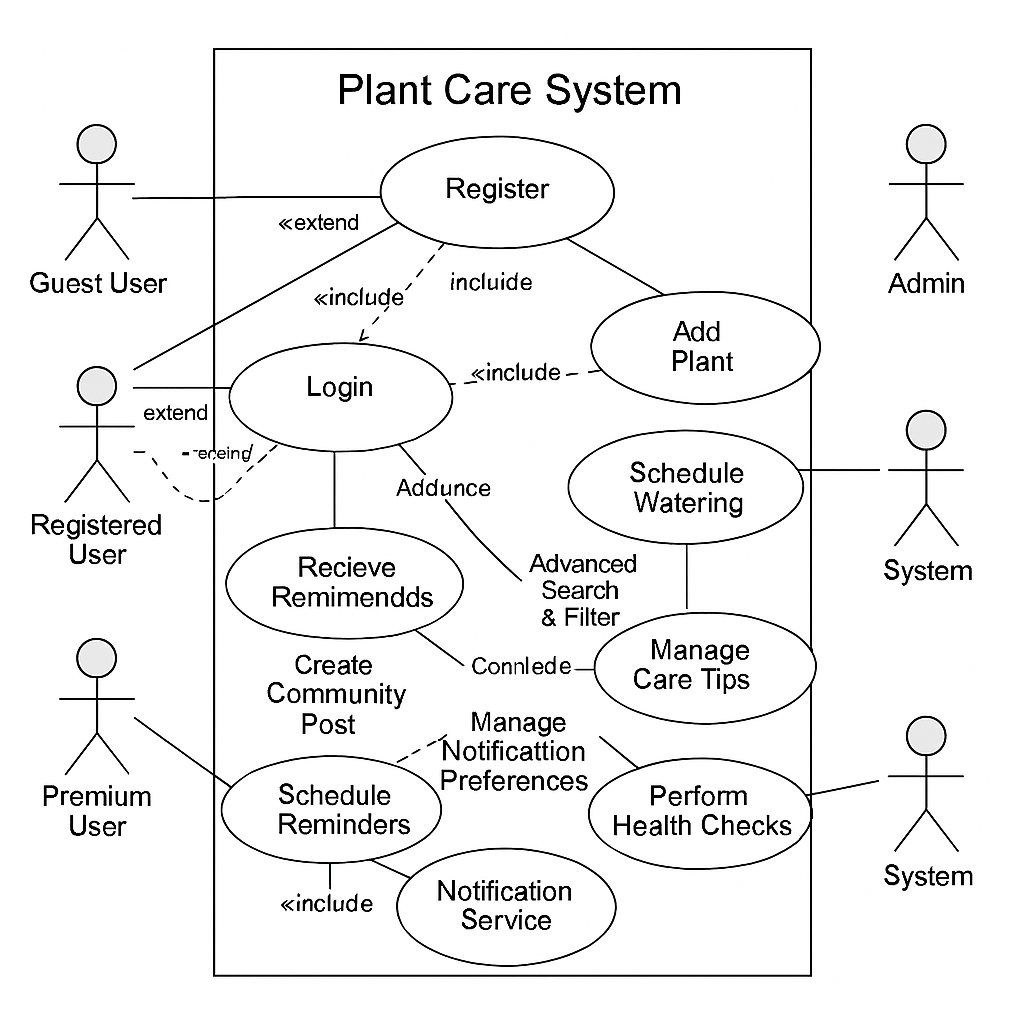 Plant Care System
Register
«extend
Guest User
Admin
«include
incluide
Add
Plant
Login
«include
extend
Registered
User
Addunce
Schedule
Watering
System
Recieve
Remimendds
Advanced
Search
& Filter
Connlede
Manage
Care Tips
Create
Community
Post
Manage
Notificattion
Preferences
Premium
User
Schedule
Reminders
Perform
Health Checks
System
«include
Notification
Service